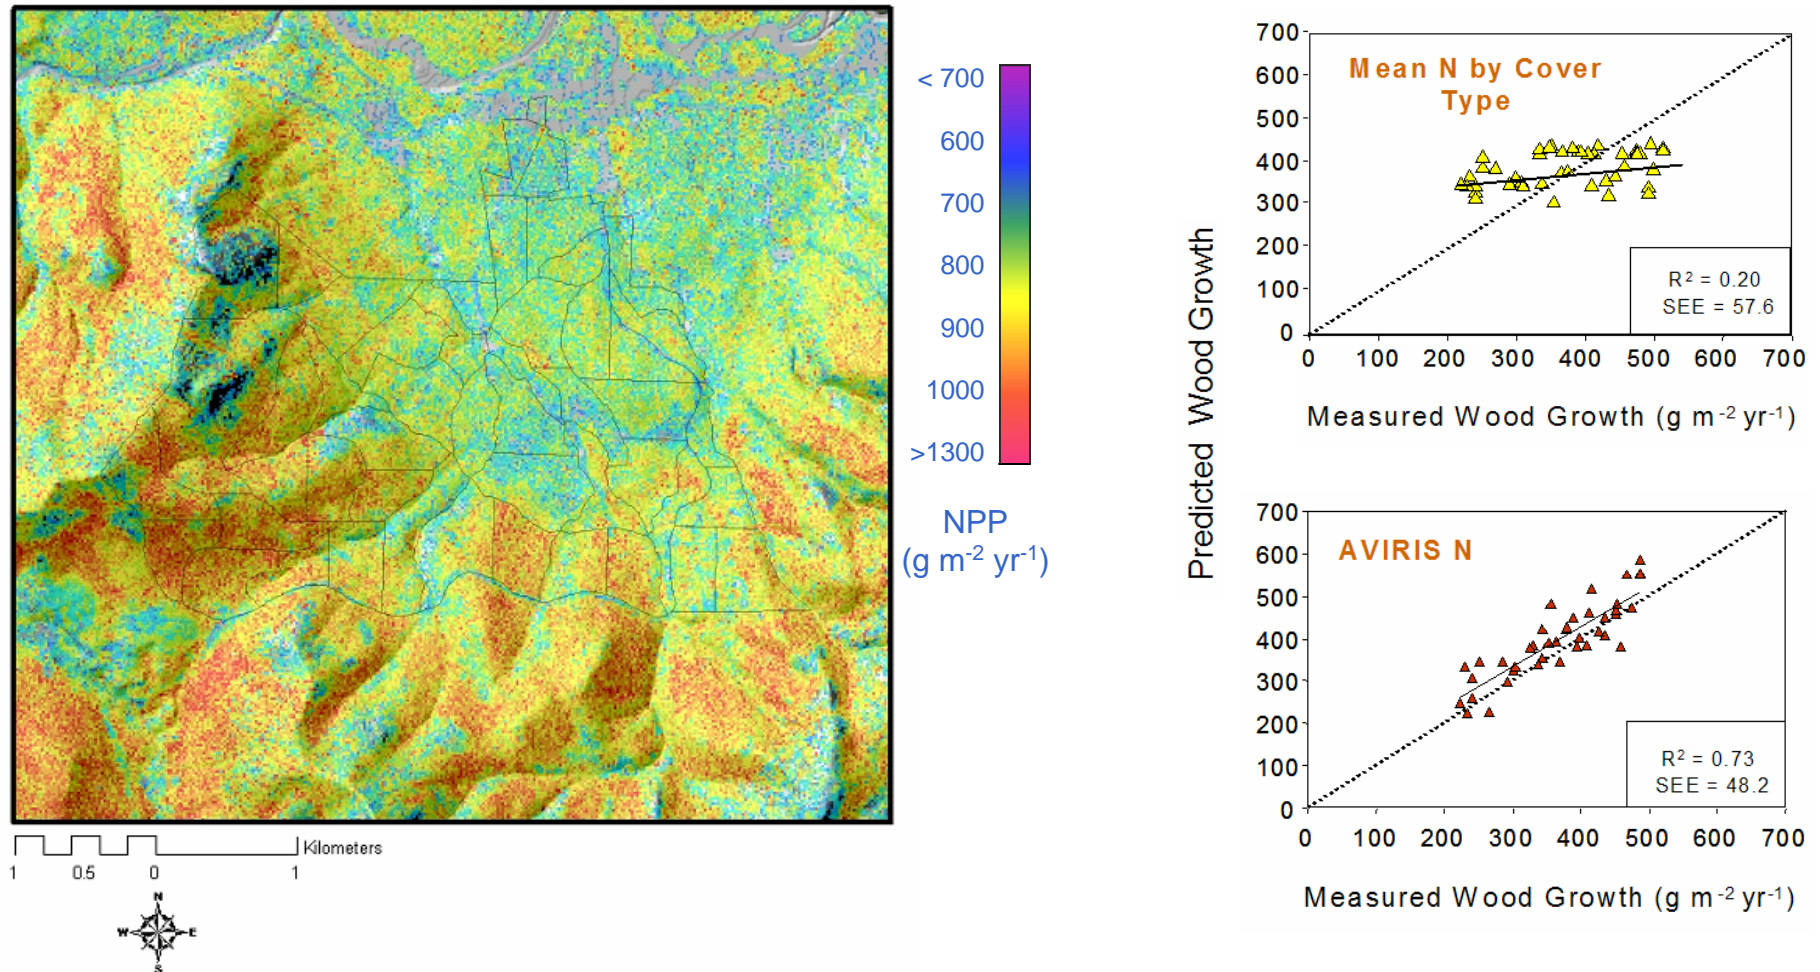 < 700
600
700
800
900
1000
>1300
NPP
(g m-2 yr-1)
1 0.5 0 1
Kilometers
N
W E
S
Predicted Wood Growth
700
600
500
400
300
200
100
0
Mean N by Cover
Type
R2 = 0.20
SEE = 57.6
0 100 200 300 400 500 600 700
Measured Wood Growth (g m-2 yr-1)
700
600
500
400
300
200
100
0
AVIRIS N
R2 = 0.73
SEE = 48.2
0 100 200 300 400 500 600 700
Measured Wood Growth (g m-2 yr-1)